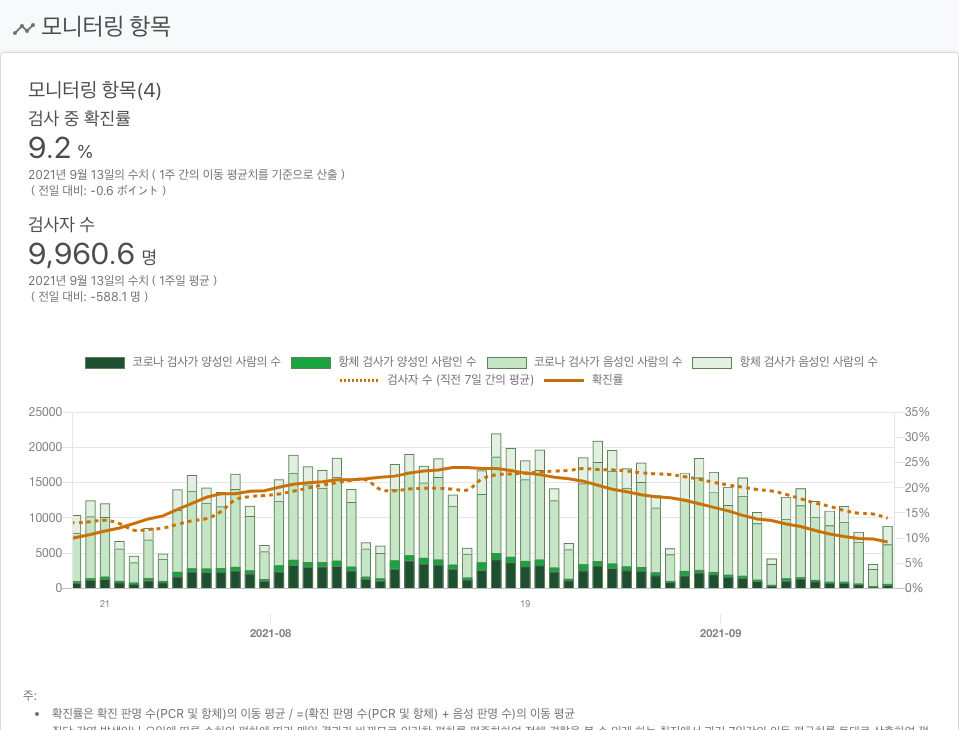 모니터링 항목
모니터링 항목(4)
검사 중 확진률
9.2 %
2021년 9월 13일의 수치 ( 1주 간의 이동 평균치를 기준으로 산출 )
( 전일 대비: -0.6 ポイント )
검사자 수
9,960.6 명
2021년 9월 13일의 수치 ( 1주일 평균 )
( 전일 대비: -588.1 명 )
코로나 검사가 양성인 사람의 수 항체 검사가 양성인 사람인 수 코로나 검사가 음성인 사람의 수 항체 검사가 음성인 사람의 수
검사자 수 (직전 7일 간의 평균) 확진률
25000 35%
30%
20000
25%
15000 20%
15%
10000
10%
5000
5%
0 0%
21 19
2021-08 2021-09
주:
• 확진률은 확진 판명 수(PCR 및 항체)의 이동 평균 / =(확진 판명 수(PCR 및 항체) + 음성 판명 수)의 이동 평균